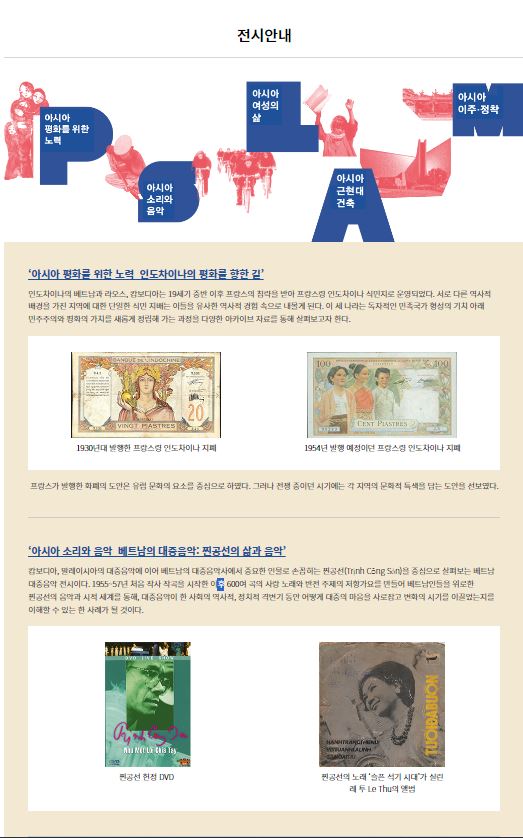 전시안내
아시아
평화를 위한
노력
아시아
소리와
음악
아시아
여성의
삶
아시아
근현대
건축
아시아
이주·정착
‘아시아 평화를 위한 노력_인도차이나의 평화를 향한 길’
인도차이나의 베트남과 라오스, 캄보디아는 19세기 중반 이후 프랑스의 침략을 받아 프랑스령 인도차이나 식민지로 운영되었다. 서로 다른 역사적
배경을 가진 지역에 대한 단일한 식민 지배는 이들을 유사한 역사적 경험 속으로 내몰게 된다. 이 세 나라는 독자적인 민족국가 형성의 기치 아래
민주주의와 평화의 가치를 새롭게 정립해 가는 과정을 다양한 아카이브 자료를 통해 살펴보고자 한다.
BANQUE DE L'INDOCHINE
20
VINGT PIASTRES
100
100
CENT PIASTRES
1930년대 발행한 프랑스령 인도차이나 지폐
1954년 발행 예정이던 프랑스령 인도차이나 지폐
프랑스가 발행한 화폐의 도안은 유럽 문화의 요소를 중심으로 하였다. 그러나 전쟁 중이던 시기에는 각 지역의 문화적 특색을 담는 도안을 선보였다.
‘아시아 소리와 음악_베트남의 대중음악: 찐공선의 삶과 음악’
캄보디아, 말레이시아의 대중음악에 이어 베트남의 대중음악사에서 중요한 인물로 손꼽히는 찐공선(Trịnh Công Sơn)을 중심으로 살펴보는 베트남
대중음악 전시이다. 1955~57년 처음 작사 작곡을 시작한 이후 600여 곡의 사랑 노래와 반전 주제의 저항가요를 만들어 베트남인들을 위로한
찐공선의 음악과 시적 세계를 통해, 대중음악이 한 사회의 역사적, 정치적 격변기 동안 어떻게 대중의 마음을 사로잡고 변화의 시기를 이끌었는지를
이해할 수 있는 한 사례가 될 것이다.
DVD LIVE SHOW
Như Một Lời Chia Tay
TUOIDABUON
찐공선 헌정 DVD
찐공선의 노래 ‘슬픈 석기 시대’가 실린
레 투 Le Thu의 앨범